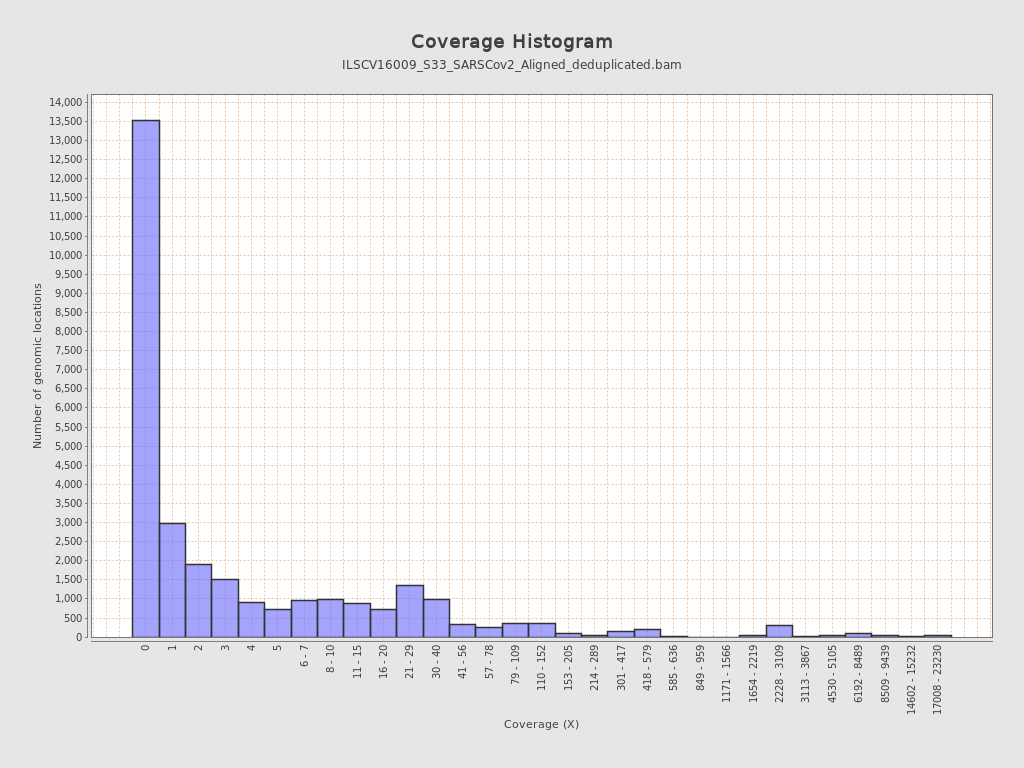 Coverage Histogram
ILSCV16009_S33_SARSCov2_Aligned_deduplicated.bam
14,000
13,500
13,000
12,500
12,000
11,500
11,000
10,500
10,000
9,500
9,000
8,500
8,000
7,500
7,000
6,500
6,000
5,500
5,000
4,500
4,000
3,500
3,000
2,500
2,000
1,500
1,000
500
0
Number of genomic locations
0
1
2
3
4
5
6 - 7
8 - 10
11 - 15
16 - 20
21 - 29
30 - 40
41 - 56
57 - 78
79 - 109
110 - 152
153 - 205
214 - 289
301 - 417
418 - 579
585 - 636
849 - 959
1171 - 1566
1654 - 2219
2228 - 3109
3113 - 3867
4530 - 5105
6192 - 8489
8509 - 9439
14602 - 15232
17008 - 23230
Coverage (X)